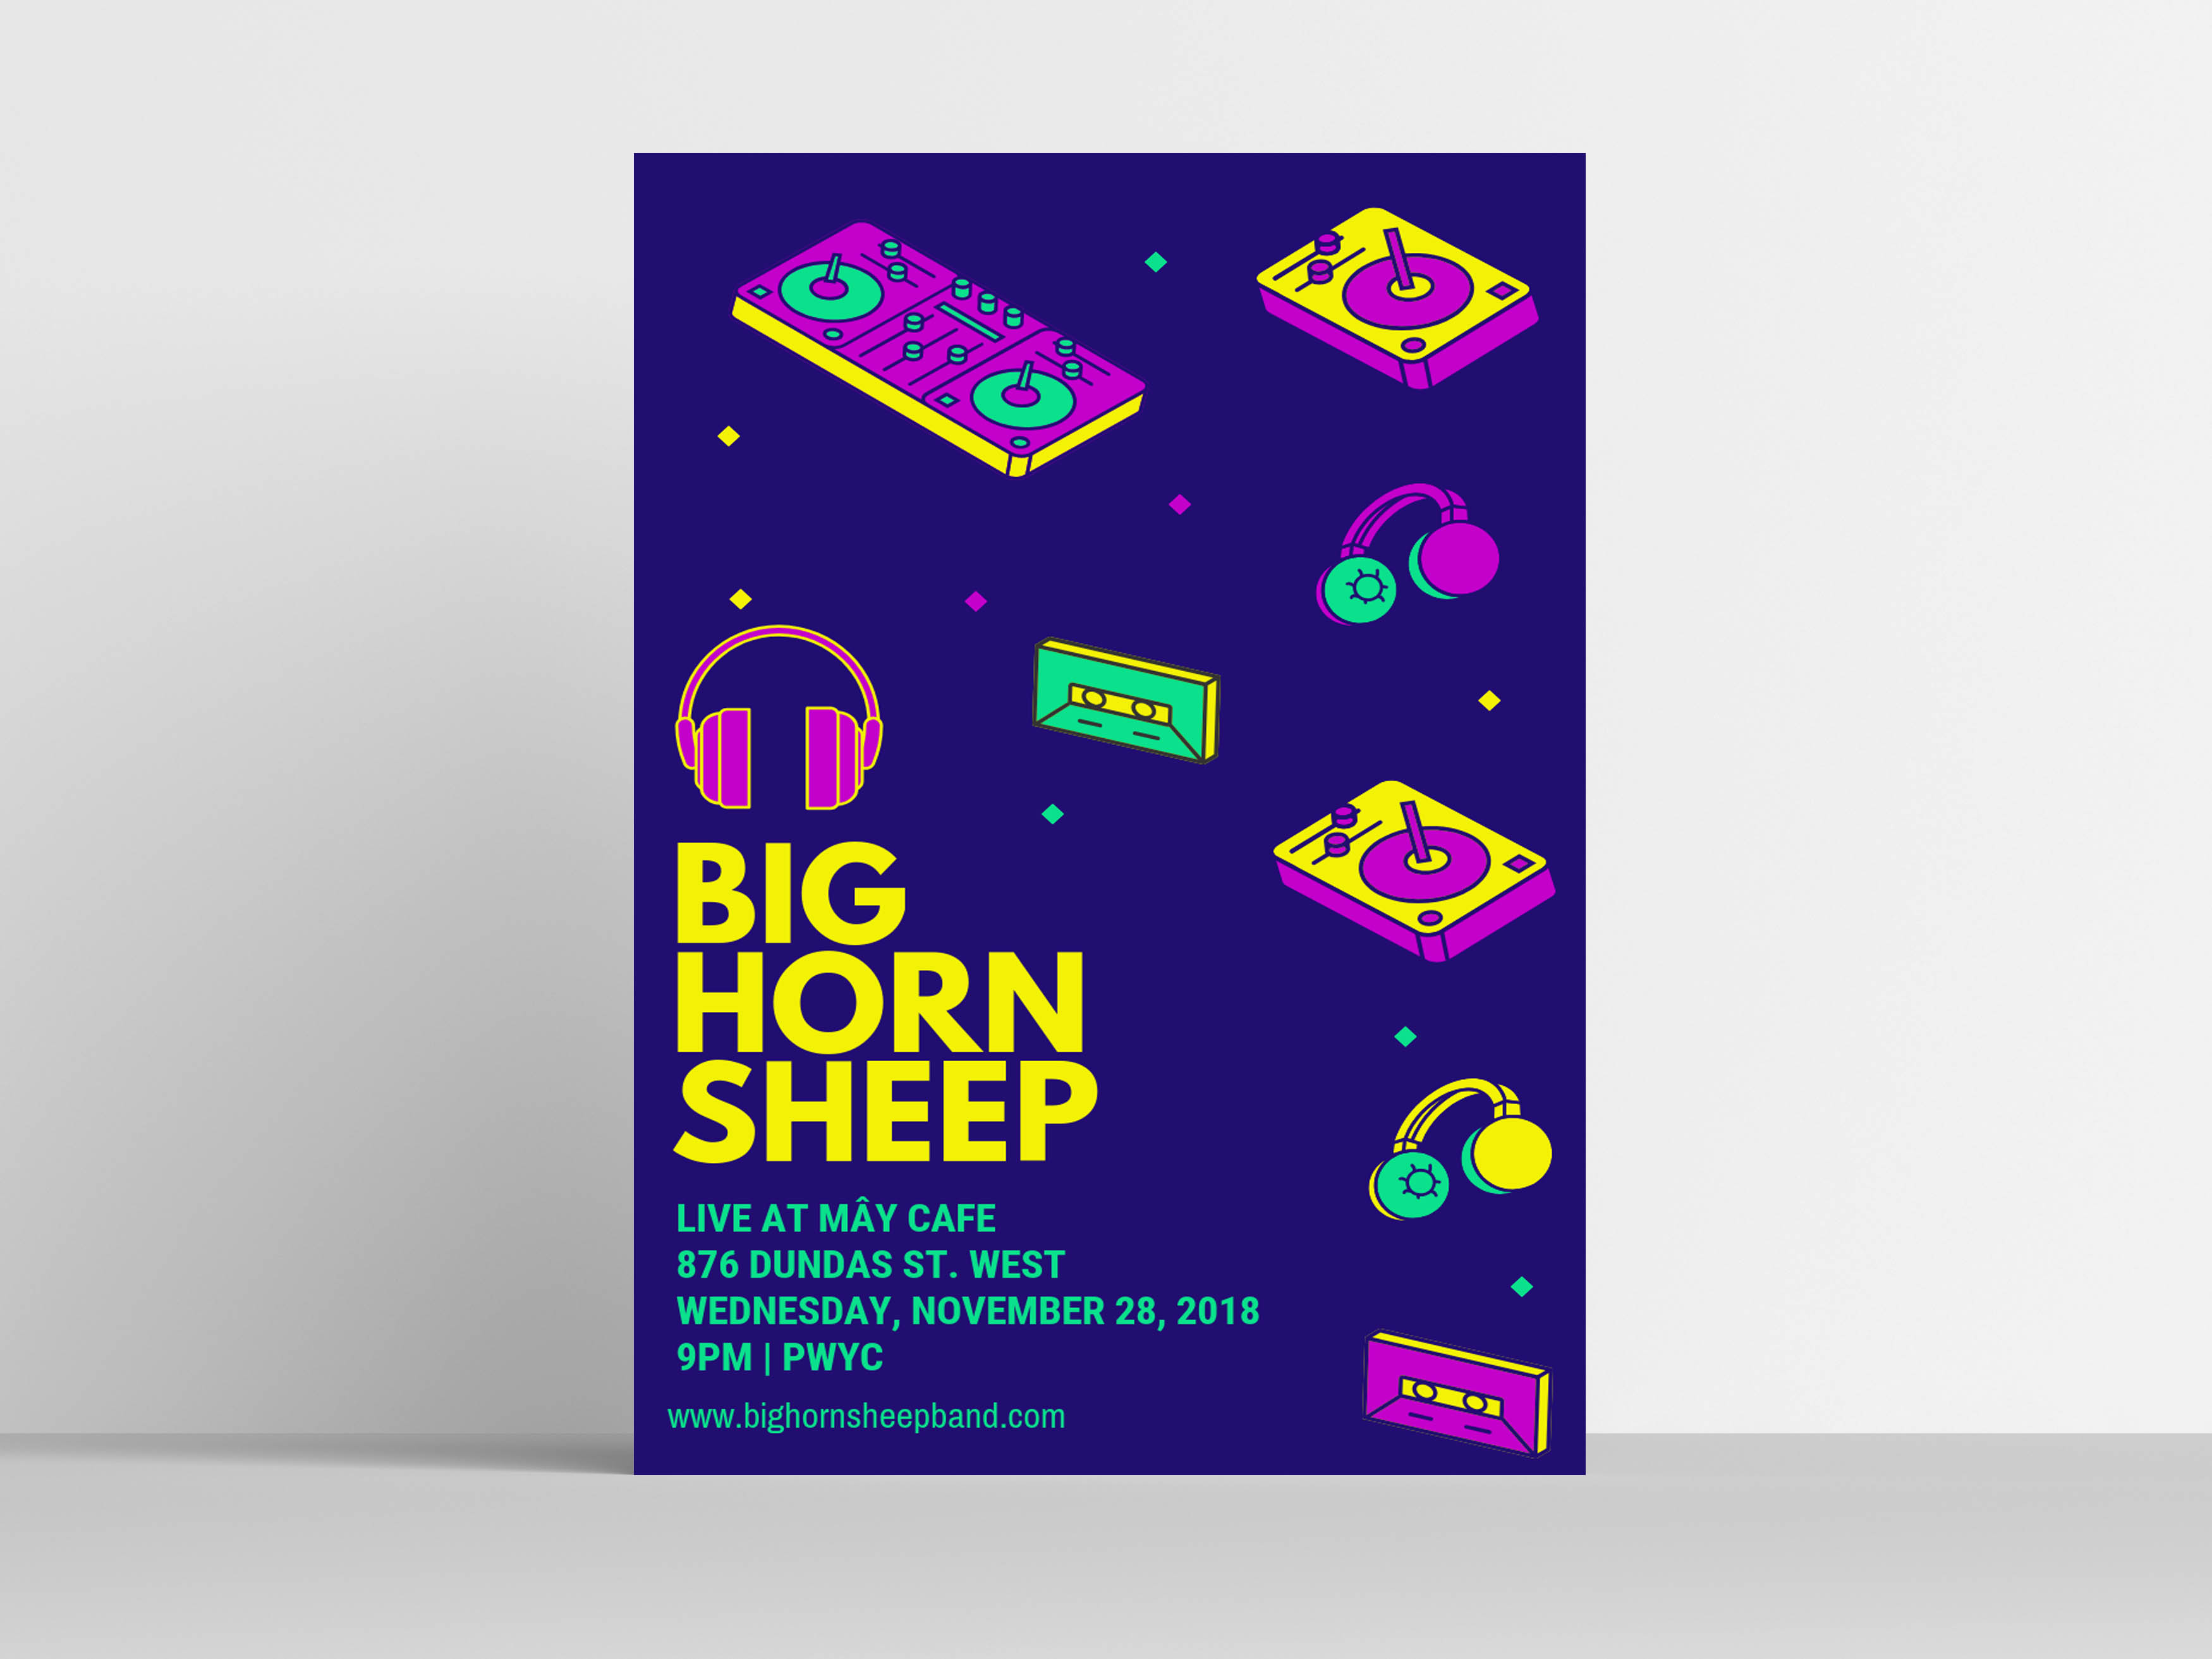 BIG
HORN
SHEEP
LIVE AT MÂY CAFE
876 DUNDAS ST. WEST
WEDNESDAY, NOVEMBER 28, 2018
9PM | PWYC
www.bighornsheepband.com